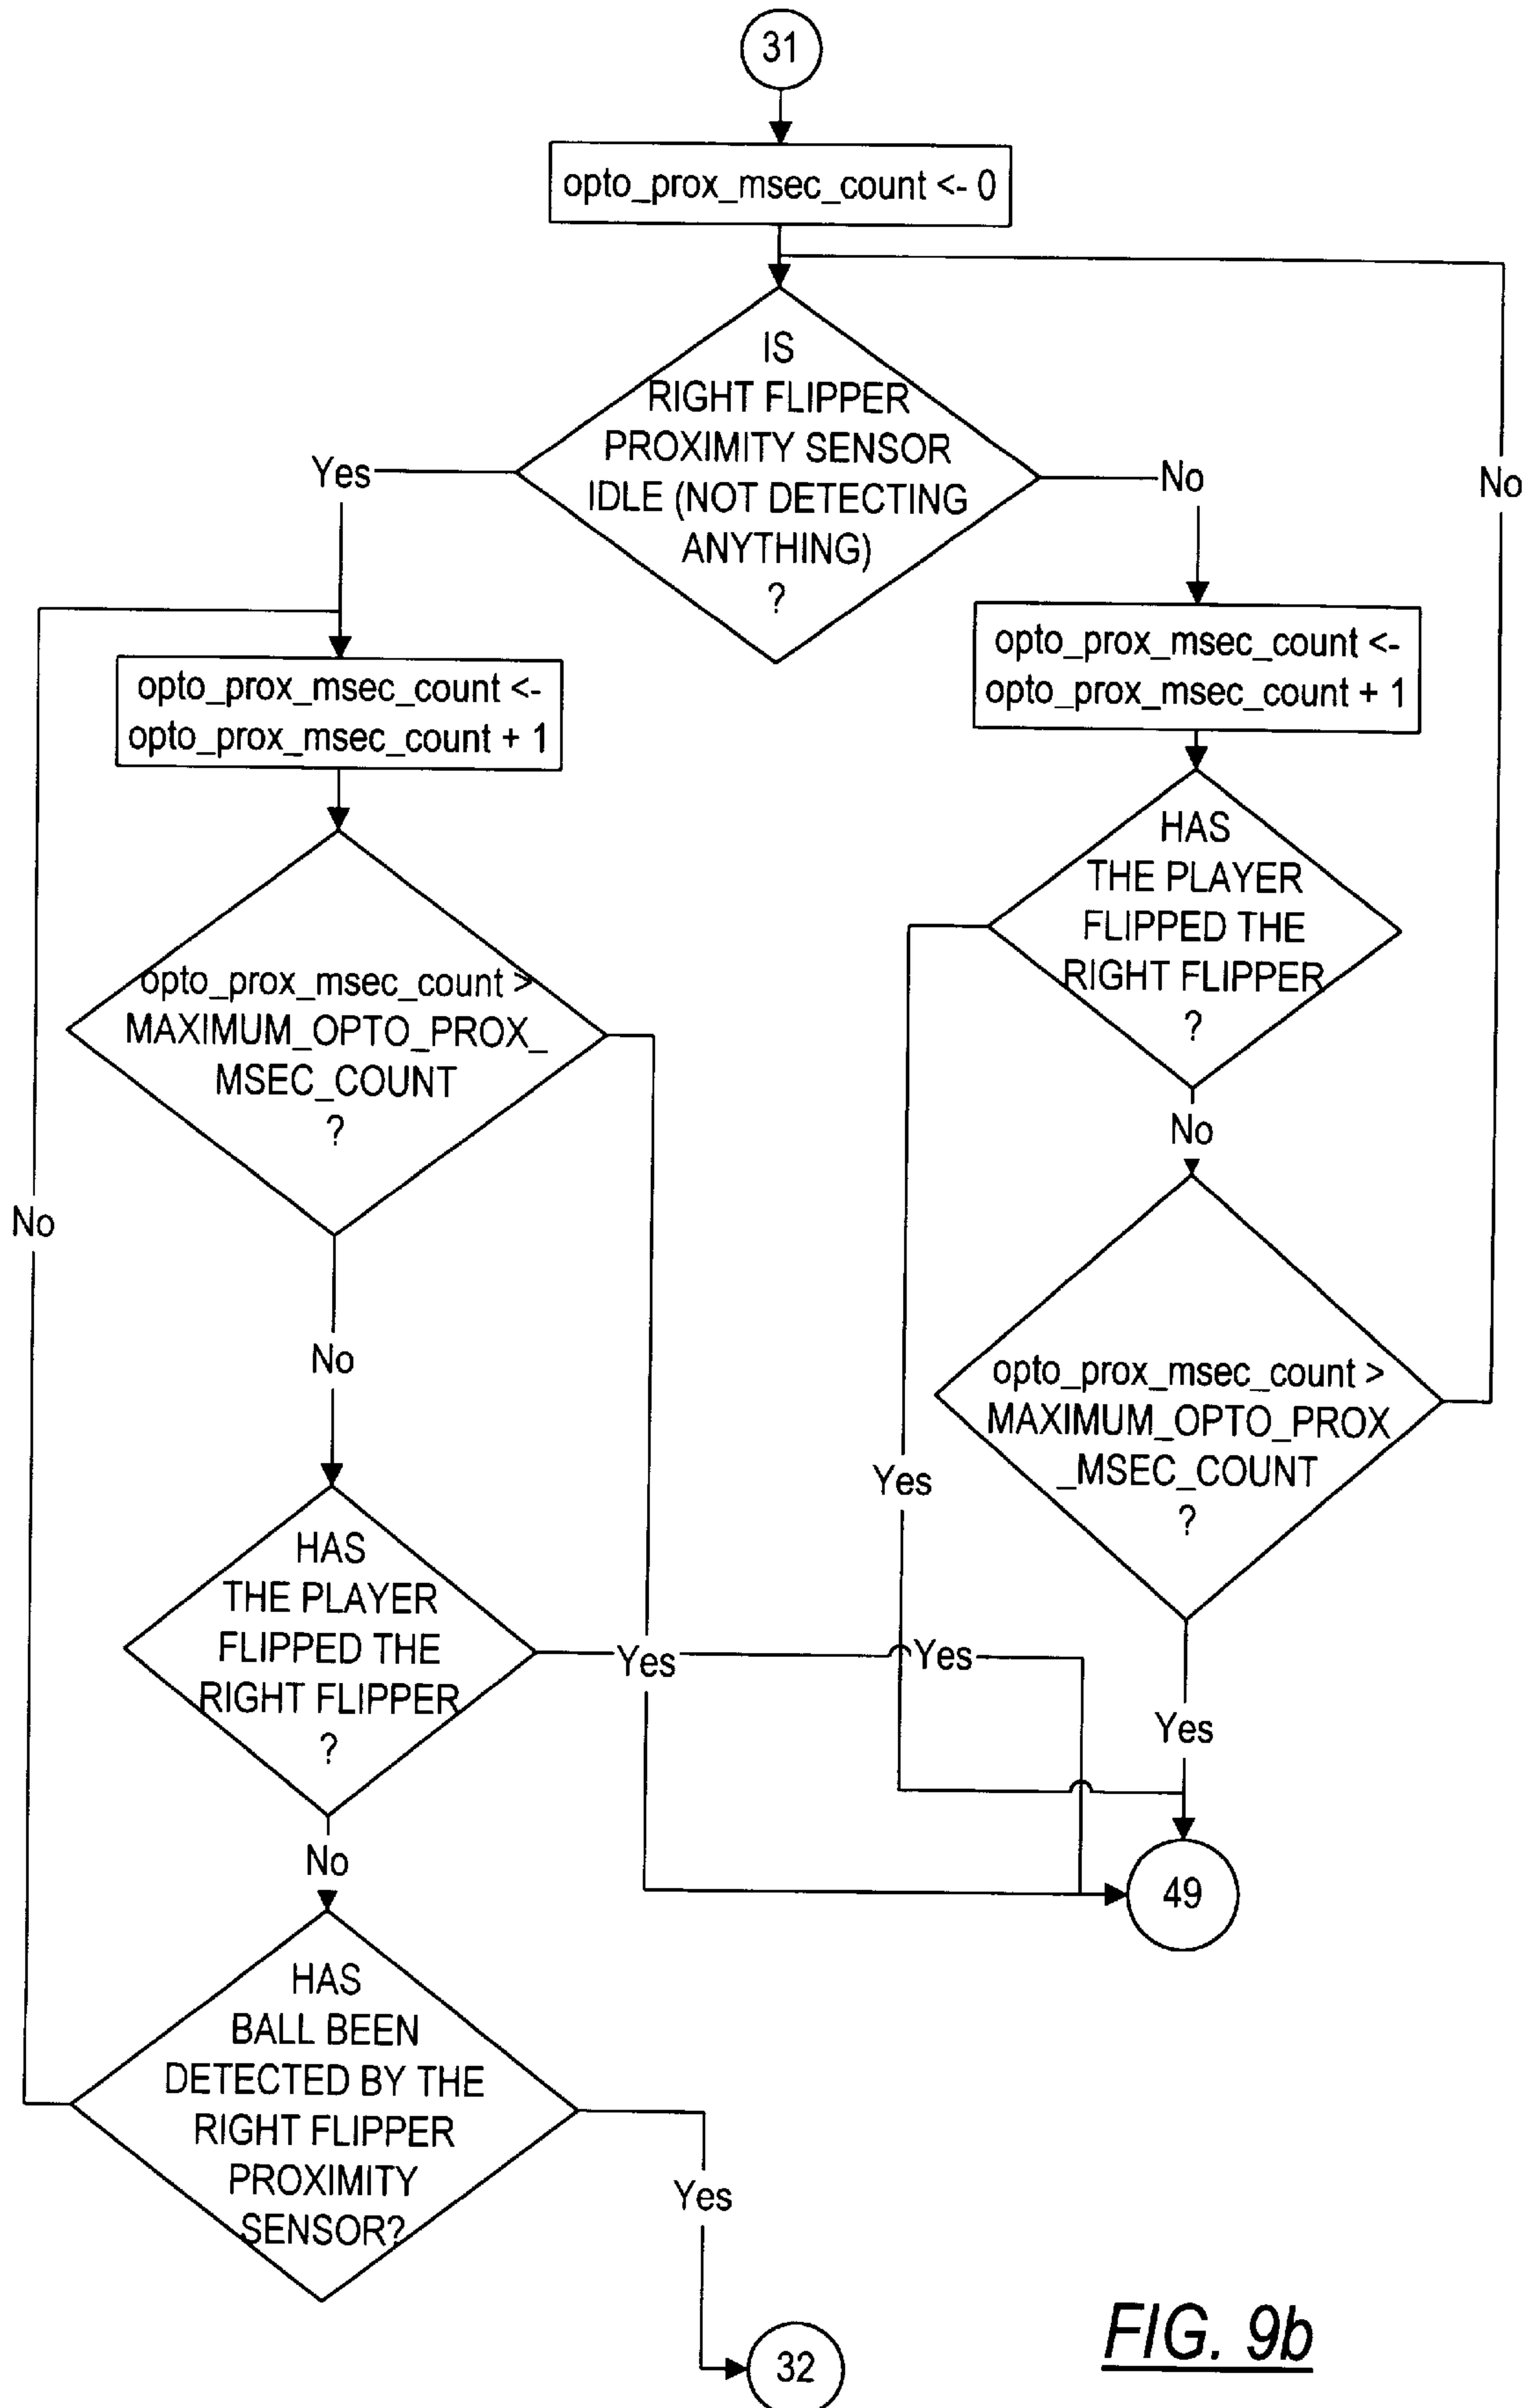 31
opto_prox_msec_count <- 0
IS
RIGHT FLIPPER
PROXIMITY SENSOR
IDLE (NOT DETECTING
ANYTHING)
?
Yes
No
No
opto_prox_msec_count <-
opto_prox_msec_count + 1
opto_prox_msec_count <-
opto_prox_msec_count + 1
HAS
THE PLAYER
FLIPPED THE
RIGHT FLIPPER
?
opto_prox_msec_count >
MAXIMUM_OPTO_PROX_
MSEC_COUNT
?
No
No
No
opto_prox_msec_count >
MAXIMUM_OPTO_PROX
_MSEC_COUNT
?
Yes
HAS
THE PLAYER
FLIPPED THE
RIGHT FLIPPER
?
Yes
Yes
Yes
No
49
HAS
BALL BEEN
DETECTED BY THE
RIGHT FLIPPER
PROXIMITY
SENSOR?
Yes
32
FIG. 9b